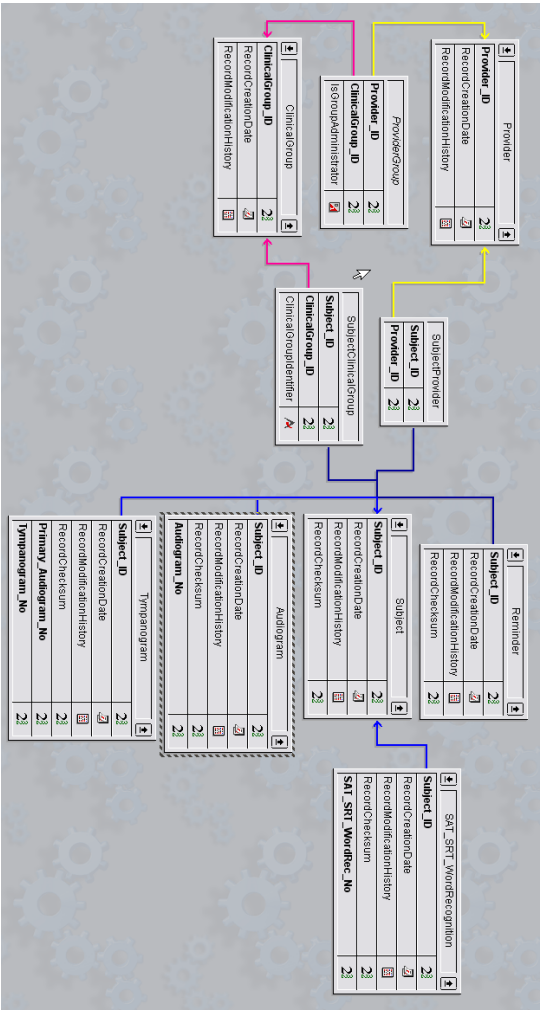 Provider
Provider_ID
RecordCreationDate
RecordModificationHistory
ProviderGroup
Provider_ID
ClinicalGroup_ID
IsGroupAdministrator
ClinicalGroup
ClinicalGroup_ID
RecordCreationDate
RecordModificationHistory
SubjectProvider
Subject_ID
Provider_ID
SubjectClinicalGroup
Subject_ID
ClinicalGroup_ID
ClinicalGroupIdentifier
Reminder
Subject_ID
RecordCreationDate
RecordModificationHistory
RecordChecksum
Subject
Subject_ID
RecordCreationDate
RecordModificationHistory
RecordChecksum
Audiogram
Subject_ID
RecordCreationDate
RecordModificationHistory
RecordChecksum
Audiogram_No
Tympanogram
Subject_ID
RecordCreationDate
RecordModificationHistory
RecordChecksum
Primary_Audiogram_No
Tympanogram_No
SAT_SRT_WordRecognition
Subject_ID
RecordCreationDate
RecordModificationHistory
RecordChecksum
SAT_SRT_WordRec_No